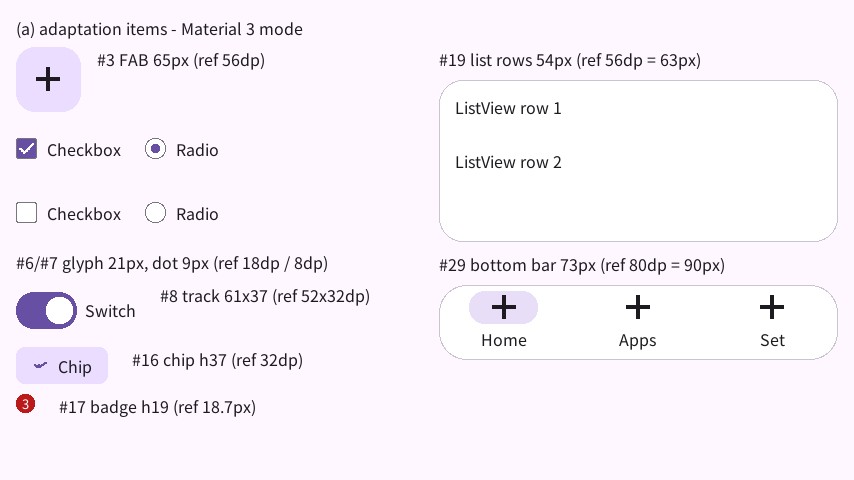 (a) adaptation items - Material 3 mode
#3 FAB 65px (ref 56dp)
Checkbox
Radio
Checkbox
Radio
#6/#7 glyph 21px, dot 9px (ref 18dp / 8dp)
Switch
#8 track 61x37 (ref 52x32dp)
Chip
#16 chip h37 (ref 32dp)
3
#17 badge h19 (ref 18.7px)
#19 list rows 54px (ref 56dp = 63px)
ListView row 1
ListView row 2
#29 bottom bar 73px (ref 80dp = 90px)
Home
Apps
Set